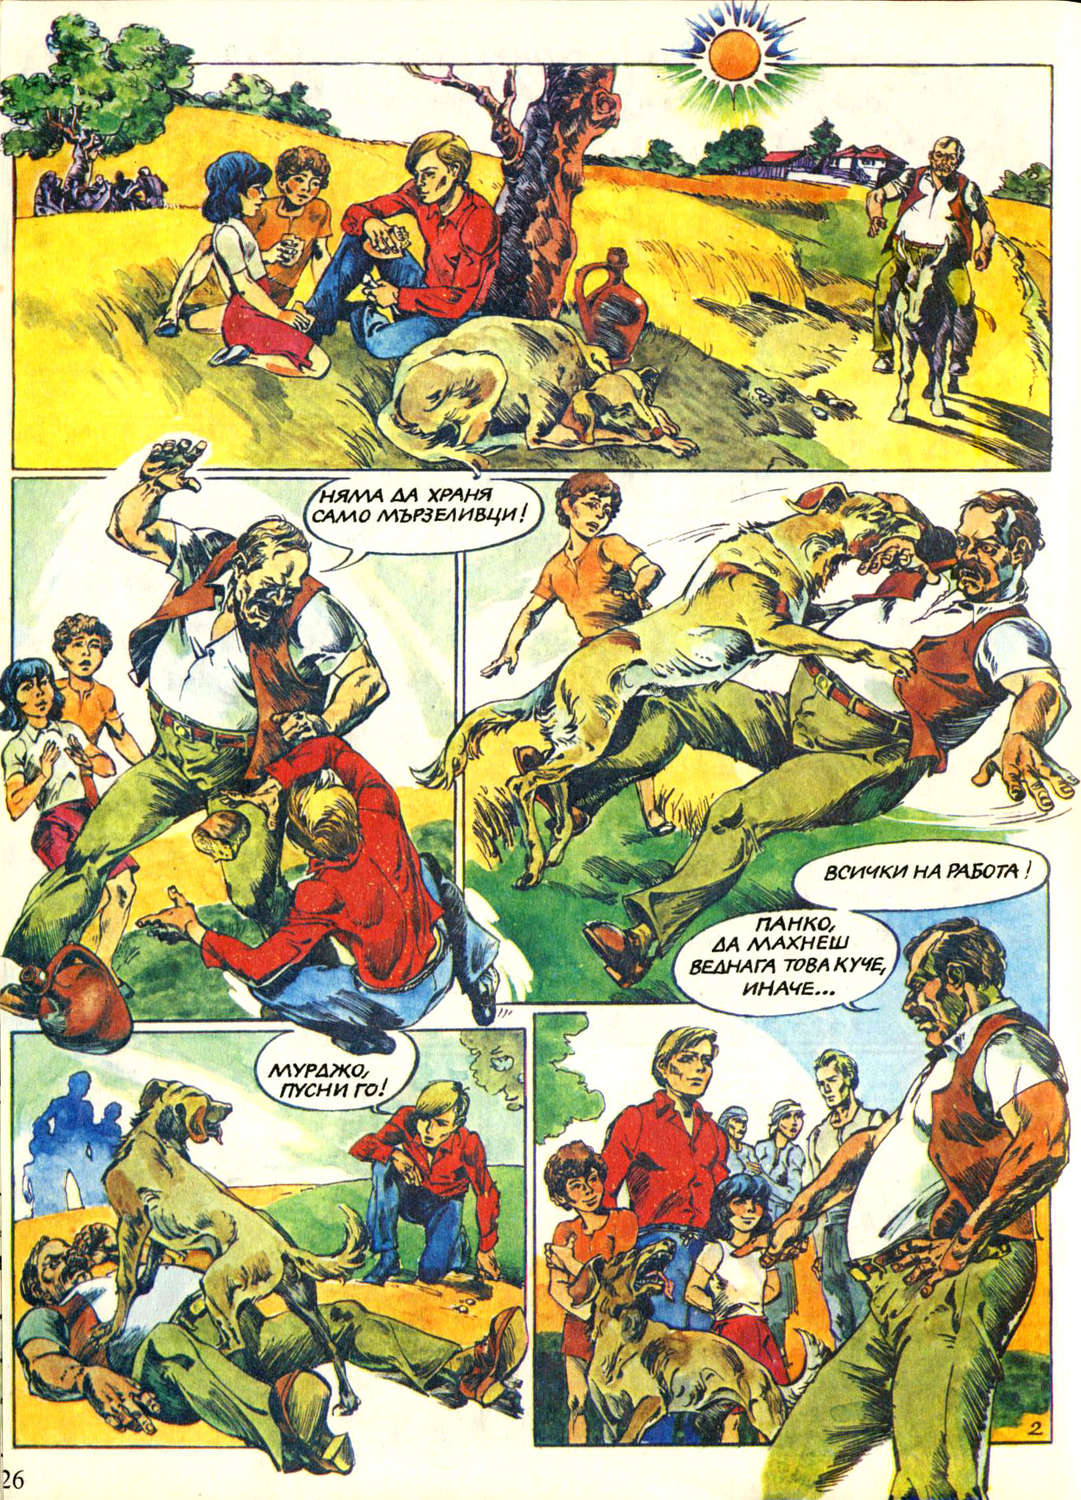 НЯМА ДА ХРАНЯ
САМО МЪРЗЕЛИВЦИ!
ВСИЧКИ НА РАБОТА!
ПАНКО,
ДА МАХНЕШ
ВЕДНАГА ТОВА КУЧЕ,
ИНАЧЕ...
МУРДЖО,
ПУСНИ ГО!
2
26